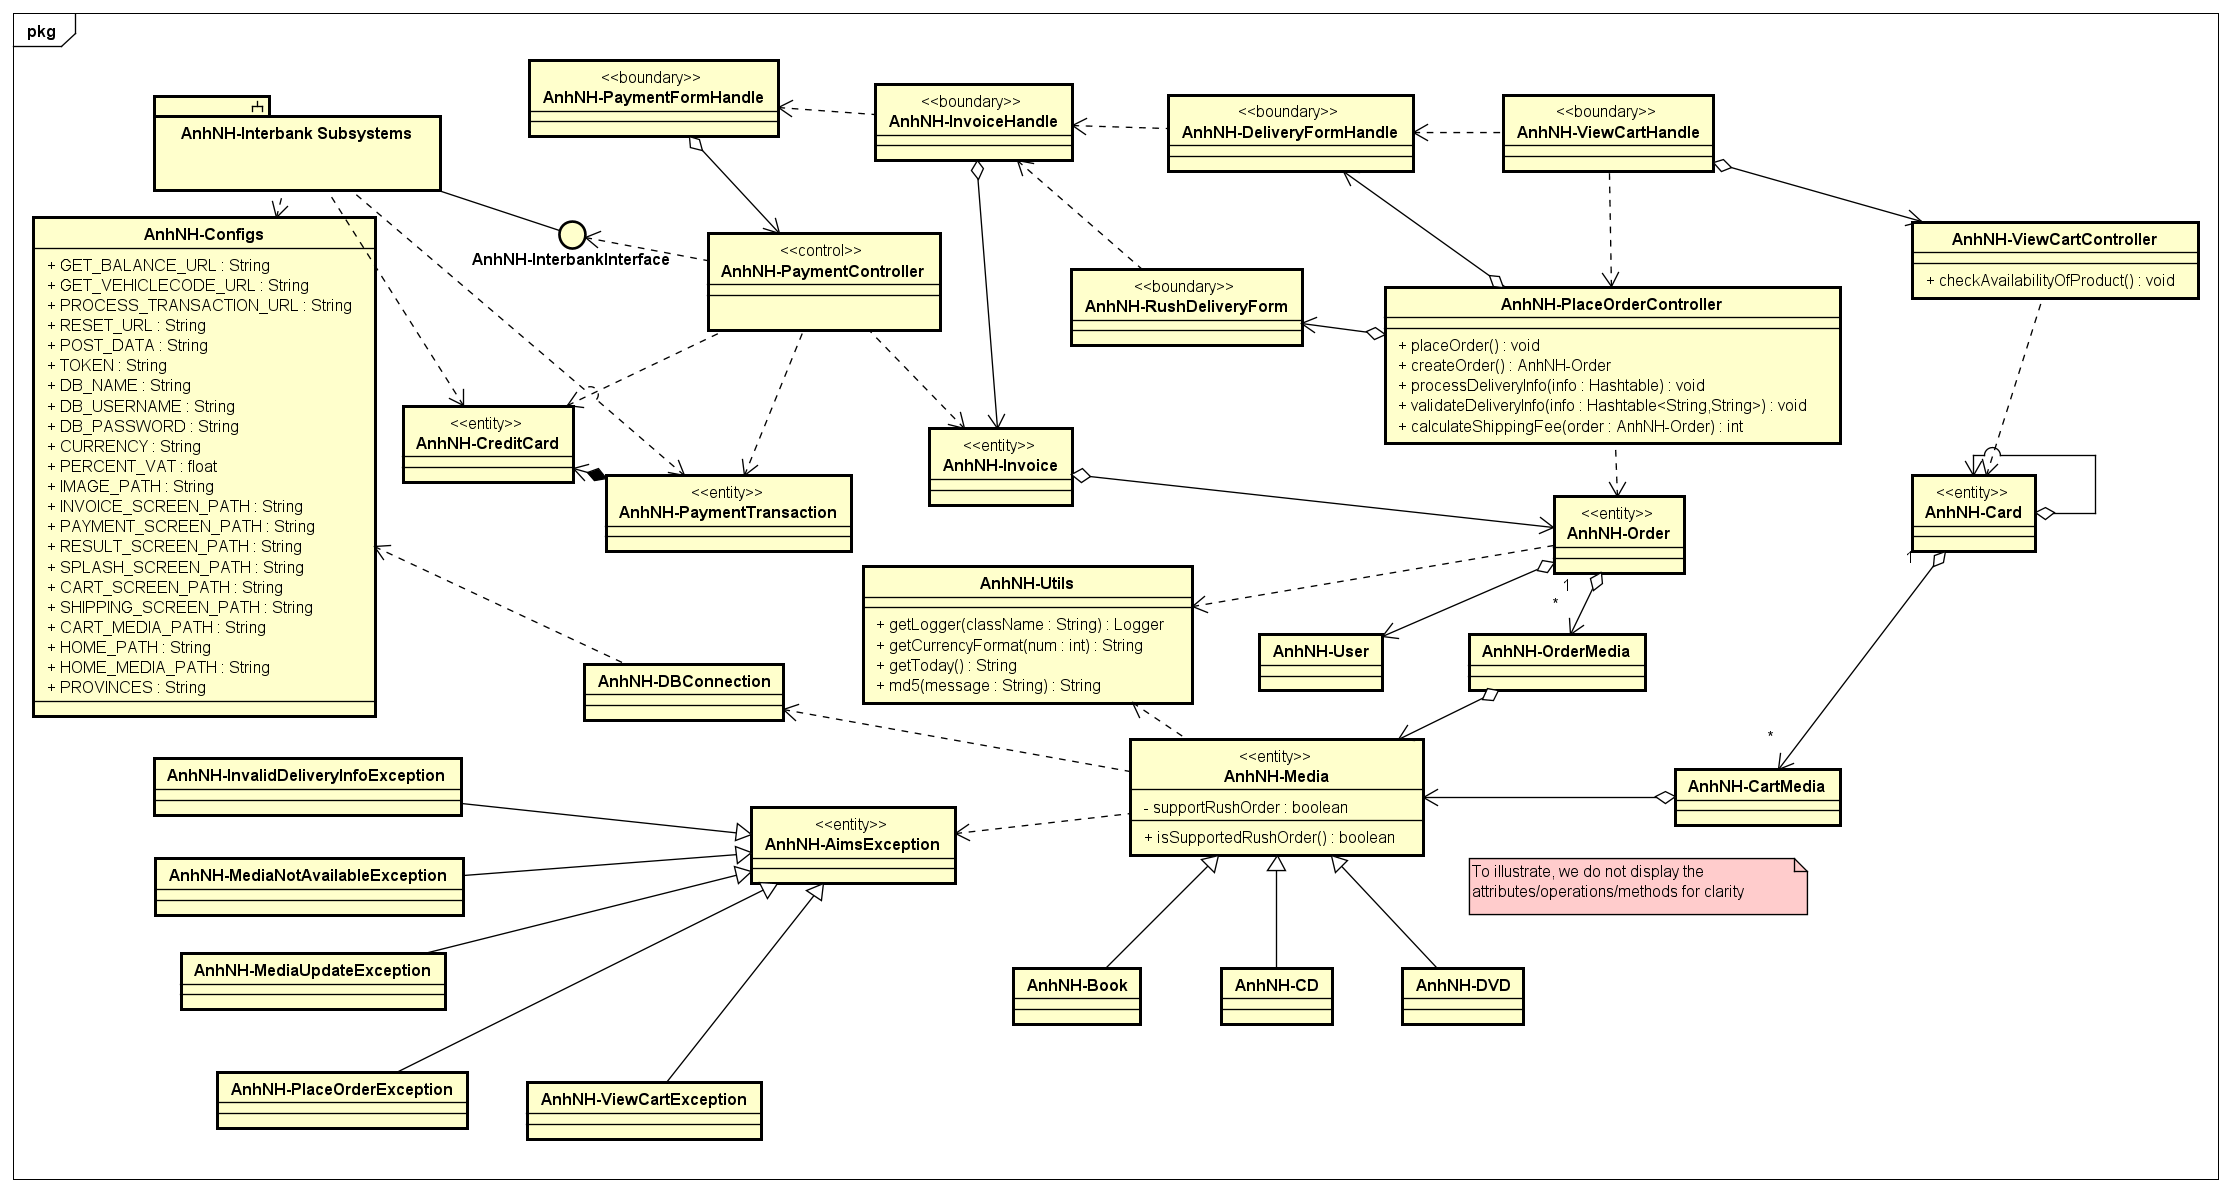 pkg
<<boundary>>
AnhNH-PaymentFormHandle
<<boundary>>
AnhNH-InvoiceHandle
<<boundary>>
AnhNH-DeliveryFormHandle
<<boundary>>
AnhNH-ViewCartHandle
AnhNH-Interbank Subsystems
AnhNH-InterbankInterface
AnhNH-Configs
+ GET_BALANCE_URL : String
+ GET_VEHICLECODE_URL : String
+ PROCESS_TRANSACTION_URL : String
+ RESET_URL : String
+ POST_DATA : String
+ TOKEN : String
+ DB_NAME : String
+ DB_USERNAME : String
+ DB_PASSWORD : String
+ CURRENCY : String
+ PERCENT_VAT : float
+ IMAGE_PATH : String
+ INVOICE_SCREEN_PATH : String
+ PAYMENT_SCREEN_PATH : String
+ RESULT_SCREEN_PATH : String
+ SPLASH_SCREEN_PATH : String
+ CART_SCREEN_PATH : String
+ SHIPPING_SCREEN_PATH : String
+ CART_MEDIA_PATH : String
+ HOME_PATH : String
+ HOME_MEDIA_PATH : String
+ PROVINCES : String
<<control>>
AnhNH-PaymentController
<<boundary>>
AnhNH-RushDeliveryForm
AnhNH-PlaceOrderController
+ placeOrder() : void
+ createOrder() : AnhNH-Order
+ processDeliveryInfo(info : Hashtable) : void
+ validateDeliveryInfo(info : Hashtable<String,String>) : void
+ calculateShippingFee(order : AnhNH-Order) : int
AnhNH-ViewCartController
+ checkAvailabilityOfProduct() : void
<<entity>>
AnhNH-CreditCard
<<entity>>
AnhNH-PaymentTransaction
<<entity>>
AnhNH-Invoice
<<entity>>
AnhNH-Order
1
*
<<entity>>
AnhNH-Card
1
*
AnhNH-Utils
+ getLogger(className : String) : Logger
+ getCurrencyFormat(num : int) : String
+ getToday() : String
+ md5(message : String) : String
AnhNH-User
AnhNH-OrderMedia
AnhNH-DBConnection
<<entity>>
AnhNH-Media
- supportRushOrder : boolean
+ isSupportedRushOrder() : boolean
AnhNH-CartMedia
AnhNH-InvalidDeliveryInfoException
<<entity>>
AnhNH-AimsException
AnhNH-MediaNotAvailableException
To illustrate, we do not display the
attributes/operations/methods for clarity
AnhNH-MediaUpdateException
AnhNH-Book
AnhNH-CD
AnhNH-DVD
AnhNH-PlaceOrderException
AnhNH-ViewCartException